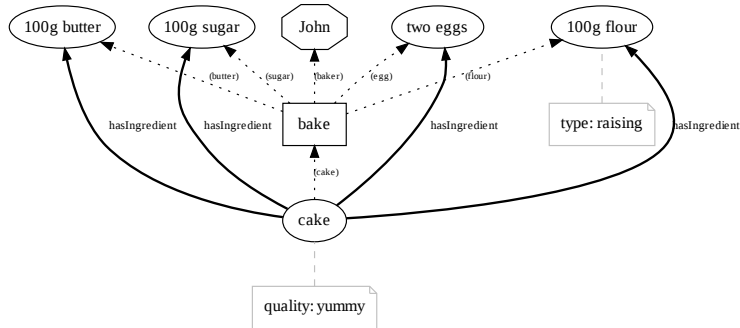 100g butter
100g sugar
John
two eggs
100g flour
(butter)
(sugar)
(baker)
(egg)
(flour)
hasIngredient
hasIngredient
bake
hasIngredient
type: raising
hasIngredient
(cake)
cake
quality: yummy